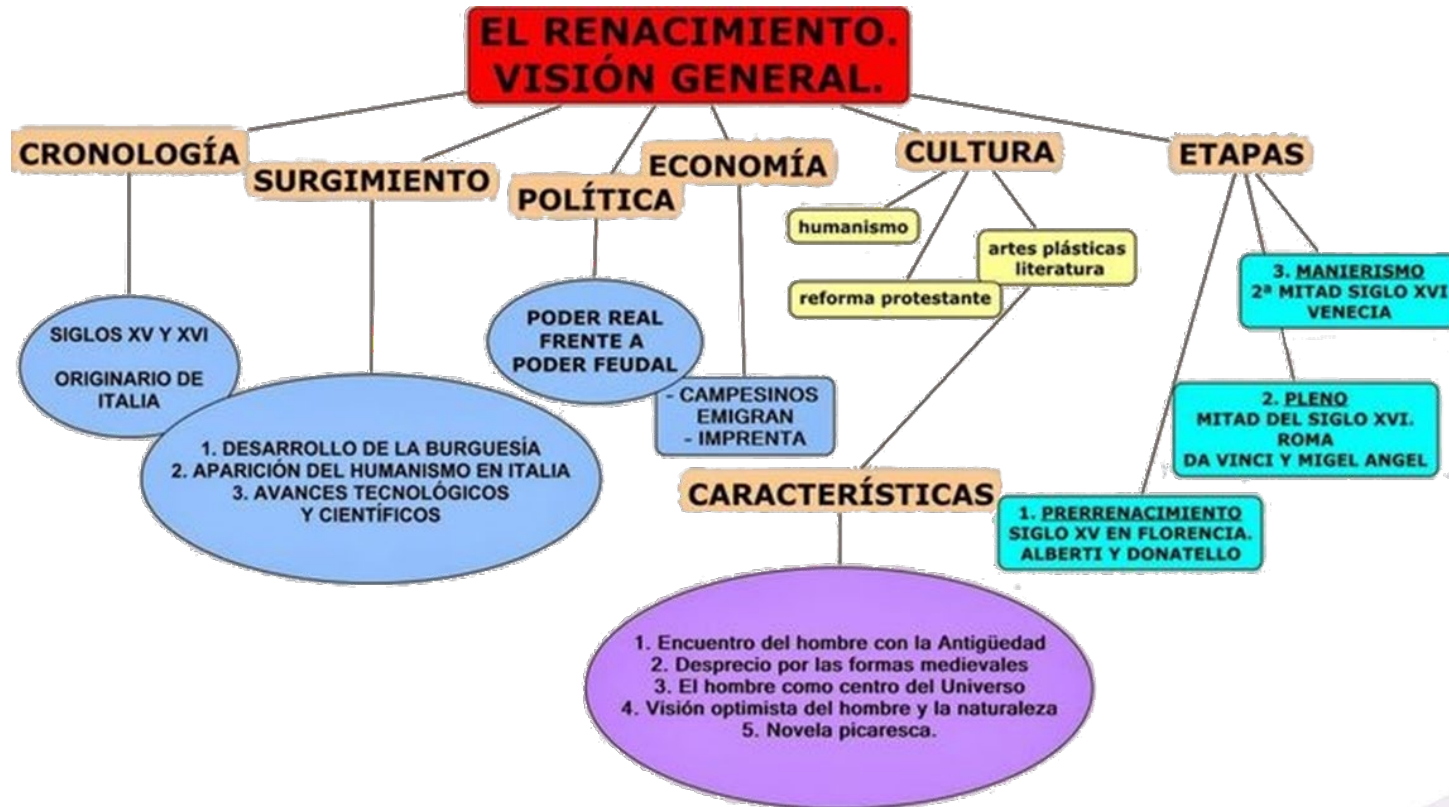 EL RENACIMIENTO.
VISIÓN GENERAL.
CRONOLOGÍA
SIGLOS XV Y XVI
ORIGINARIO DE
ITALIA
SURGIMIENTO
1. DESARROLLO DE LA BURGUESÍA
2. APARICIÓN DEL HUMANISMO EN ITALIA
3. AVANCES TECNOLÓGICOS
Y CIENTÍFICOS
POLÍTICA
PODER REAL
FRENTE A
PODER FEUDAL
ECONOMÍA
- CAMPESINOS
EMIGRAN
- IMPRENTA
CULTURA
humanismo
reforma protestante
artes plásticas
literatura
CARACTERÍSTICAS
1. Encuentro del hombre con la Antigüedad
2. Desprecio por las formas medievales
3. El hombre como centro del Universo
4. Visión optimista del hombre y la naturaleza
5. Novela picaresca.
ETAPAS
3. MANIERISMO
2ª MITAD SIGLO XVI
VENECIA
2. PLENO
MITAD DEL SIGLO XVI.
ROMA
DA VINCI Y MIGEL ANGEL
1. PRERRENACIMIENTO
SIGLO XV EN FLORENCIA.
ALBERTI Y DONATELLO